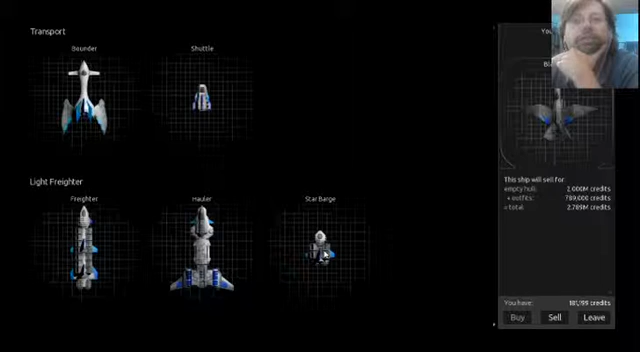 Transport
Bounder
Shuttle
Light Freighter
Freighter
Hauler
Star Barge
This ship will sell for:
empty hull: 2,000M credits
+ outfits: 789,000 credits
= total: 2.789M credits
You have:
credits
Buy
Sell
Leave